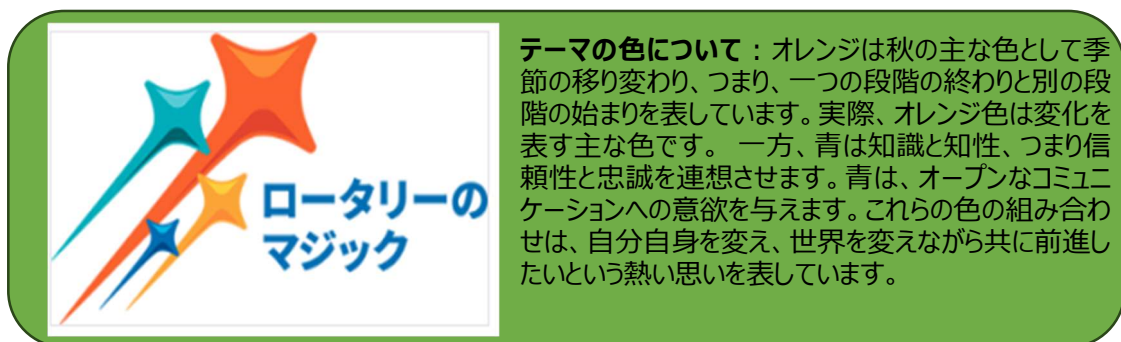 ロータリーの
マジック
テーマの色について：オレンジは秋の主な色として季
節の移り変わり、つまり、一つの段階の終わりと別の段
階の始まりを表しています。実際、オレンジ色は変化を
表す主な色です。 一方、青は知識と知性、つまり信
頼性と忠誠を連想させます。青は、オープンなコミュニ
ケーションへの意欲を与えます。これらの色の組み合わ
せは、自分自身を変え、世界を変えながら共に前進し
たいという熱い思いを表しています。